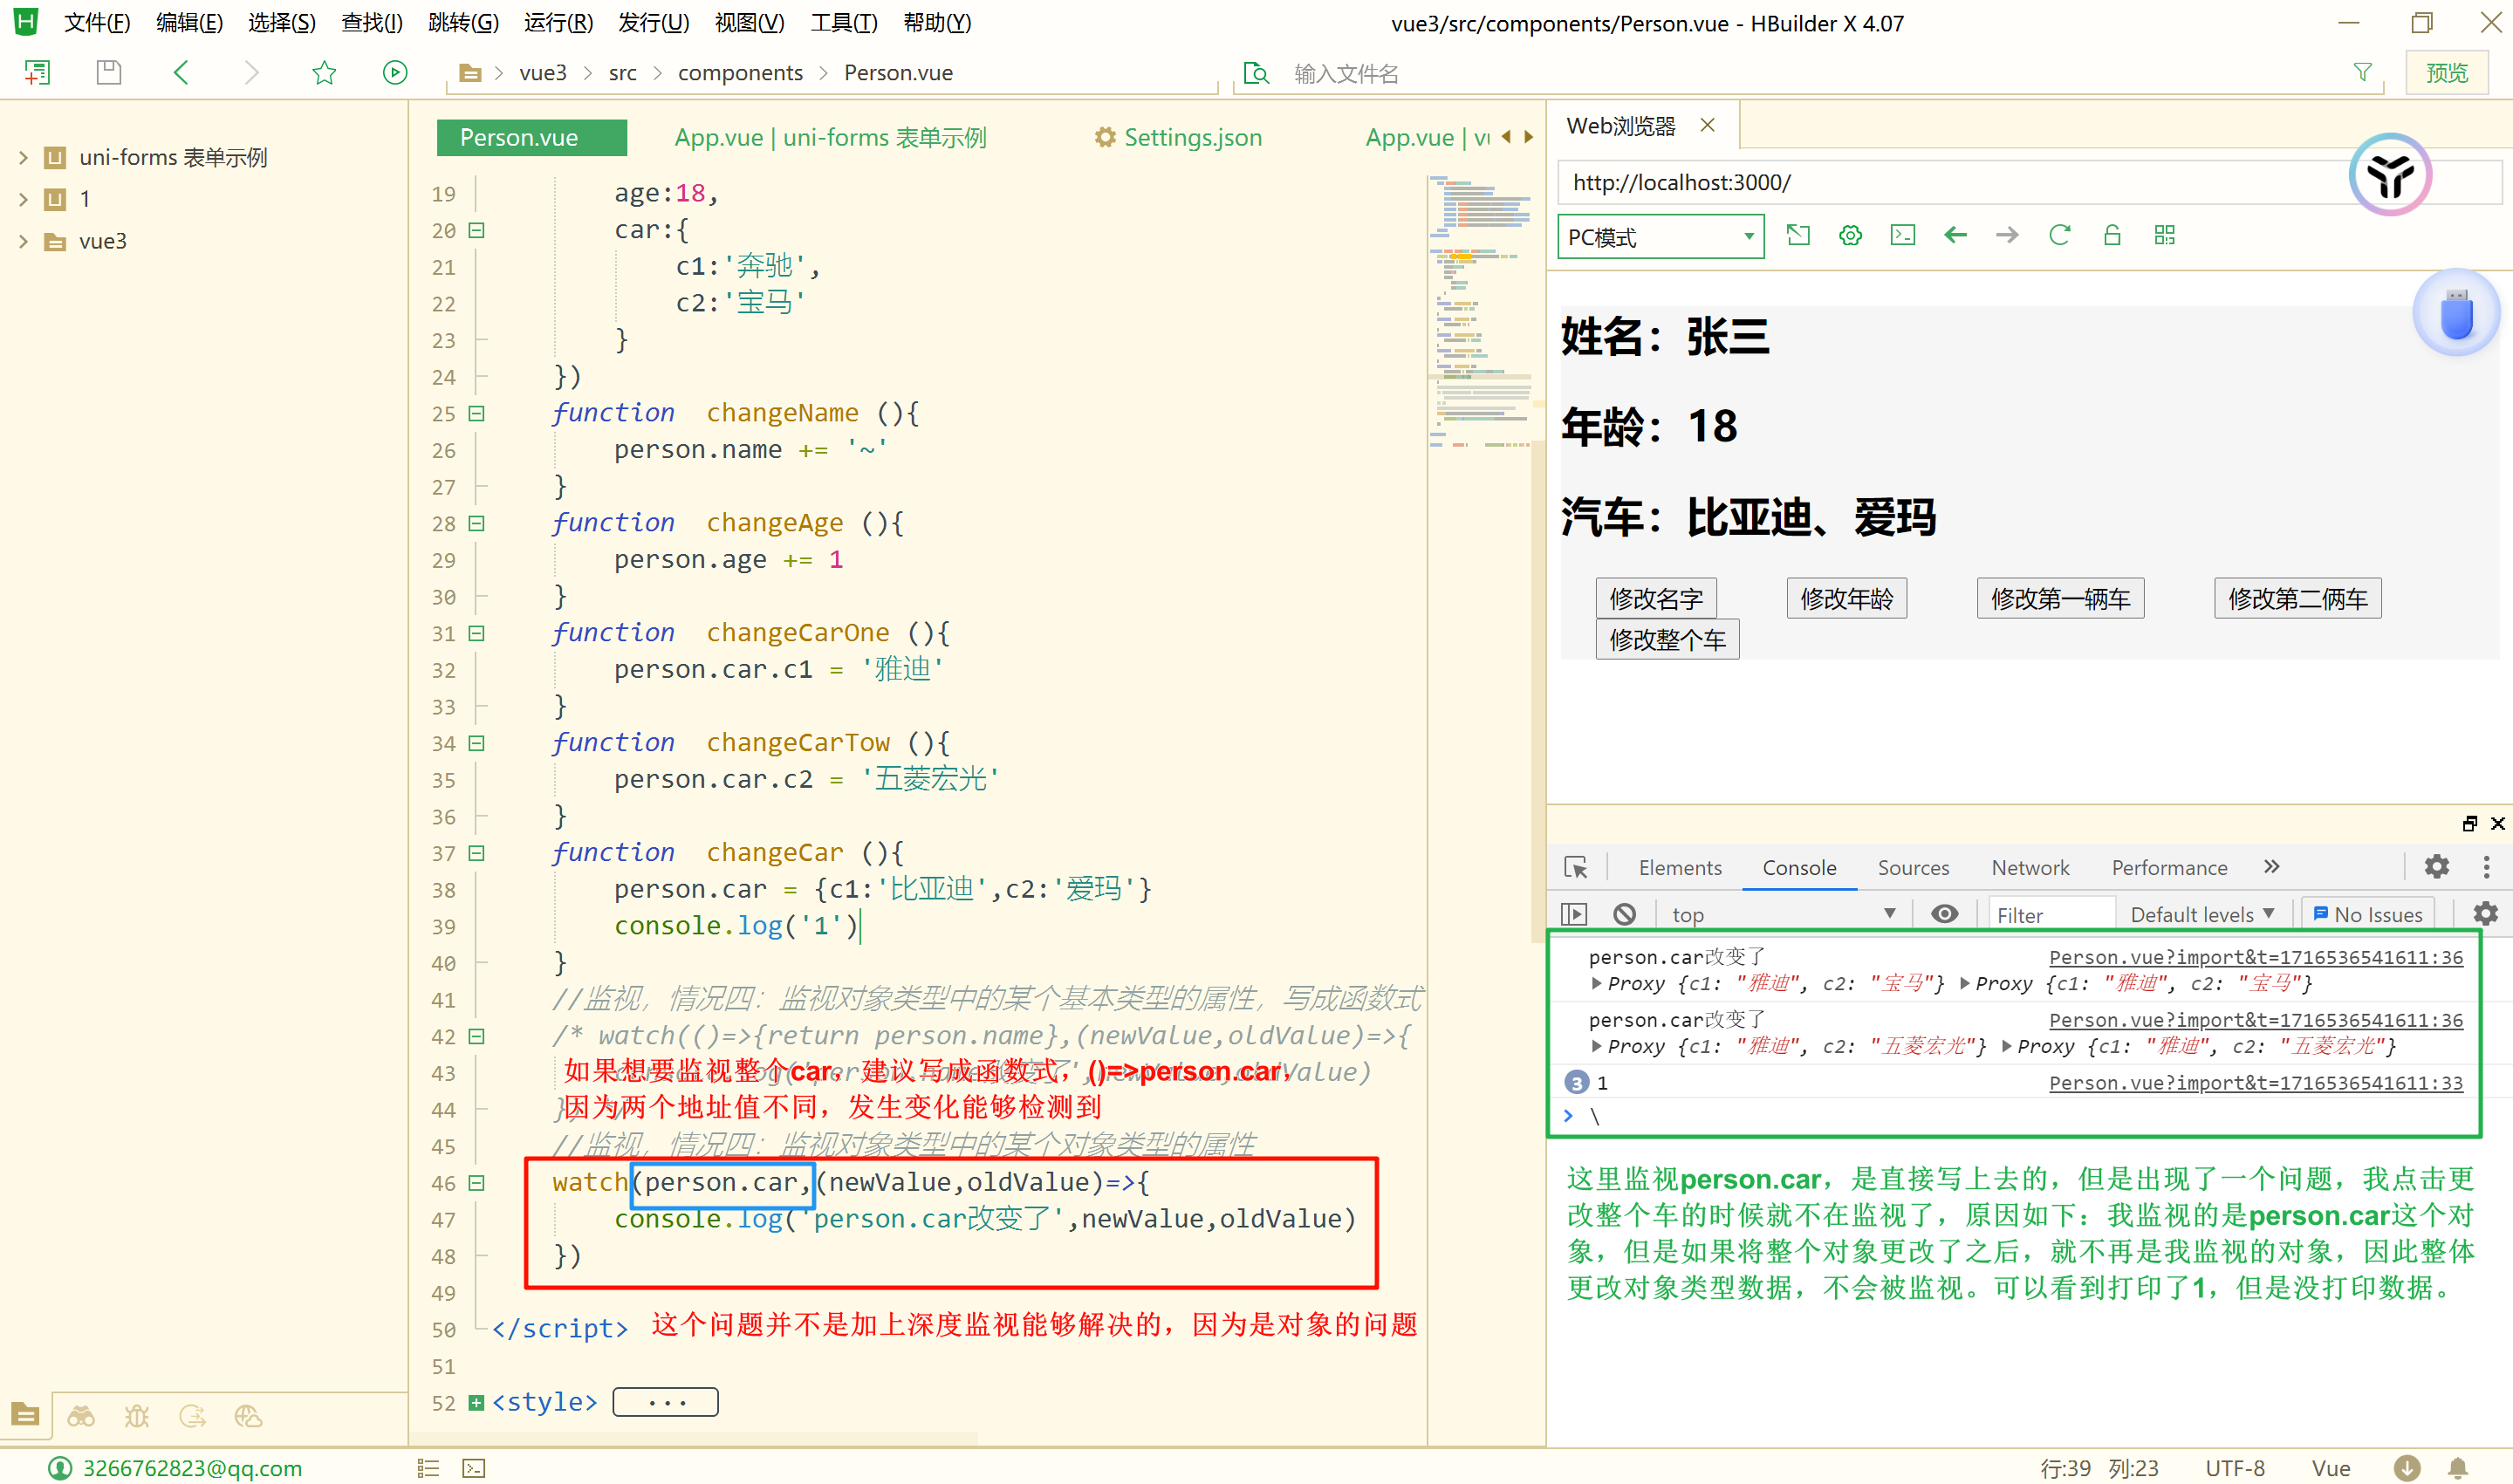 文件(F) 编辑(E) 选择(S) 查找(I) 跳转(G) 运行(R) 发行(U) 视图(V) 工具(T) 帮助(Y)
vue3/src/components/Person.vue - HBuilder X 4.07
vue3 > src > components > Person.vue
输入文件名
预览
uni-forms 表单示例
1
vue3
Person.vue
App.vue | uni-forms 表单示例
Settings.json
App.vue | vu
19 age:18,
20 car:{
21 c1:'奔驰',
22 c2:'宝马'
23 }
24 })
25 function changeName (){
26 person.name += '~'
27 }
28 function changeAge (){
29 person.age += 1
30 }
31 function changeCarOne (){
32 person.car.c1 = '雅迪'
33 }
34 function changeCarTow (){
35 person.car.c2 = '五菱宏光'
36 }
37 function changeCar (){
38 person.car = {c1:'比亚迪',c2:'爱玛'}
39 console.log('1')
40 }
41 //监视，情况四：监视对象类型中的某个基本类型的属性，写成函数式
42 /* watch(()=>{return person.name},(newValue,oldValue)=>{
如果想要监视整个car，建议写成函数式，()=>person.car，
43 newValue,oldValue)
因为两个地址值不同，发生变化能够检测到
44
45 //监视，情况四：监视对象类型中的某个对象类型的属性
46 watch(person.car,(newValue,oldValue)=>{
47 console.log('person.car改变了',newValue,oldValue)
48 })
49
50 </script>
这个问题并不是加上深度监视能够解决的，因为是对象的问题
51
52 <style> ...
Web浏览器
http://localhost:3000/
PC模式
姓名：张三
年龄：18
汽车：比亚迪、爱玛
修改名字 修改年龄 修改第一辆车 修改第二俩车
修改整个车
Elements Console Sources Network Performance
top Filter Default levels No Issues
person.car改变了 Person.vue?import&t=1716536541611:36
Proxy {c1: "雅迪", c2: "宝马"} Proxy {c1: "雅迪", c2: "宝马"}
person.car改变了 Person.vue?import&t=1716536541611:36
Proxy {c1: "雅迪", c2: "五菱宏光"} Proxy {c1: "雅迪", c2: "五菱宏光"}
3 1 Person.vue?import&t=1716536541611:33
> \
这里监视person.car，是直接写上去的，但是出现了一个问题，我点击更
改整个车的时候就不在监视了，原因如下：我监视的是person.car这个对
象，但是如果将整个对象更改了之后，就不再是我监视的对象，因此整体
更改对象类型数据，不会被监视。可以看到打印了1，但是没打印数据。
3266762823@qq.com
行:39 列:23 UTF-8 Vue